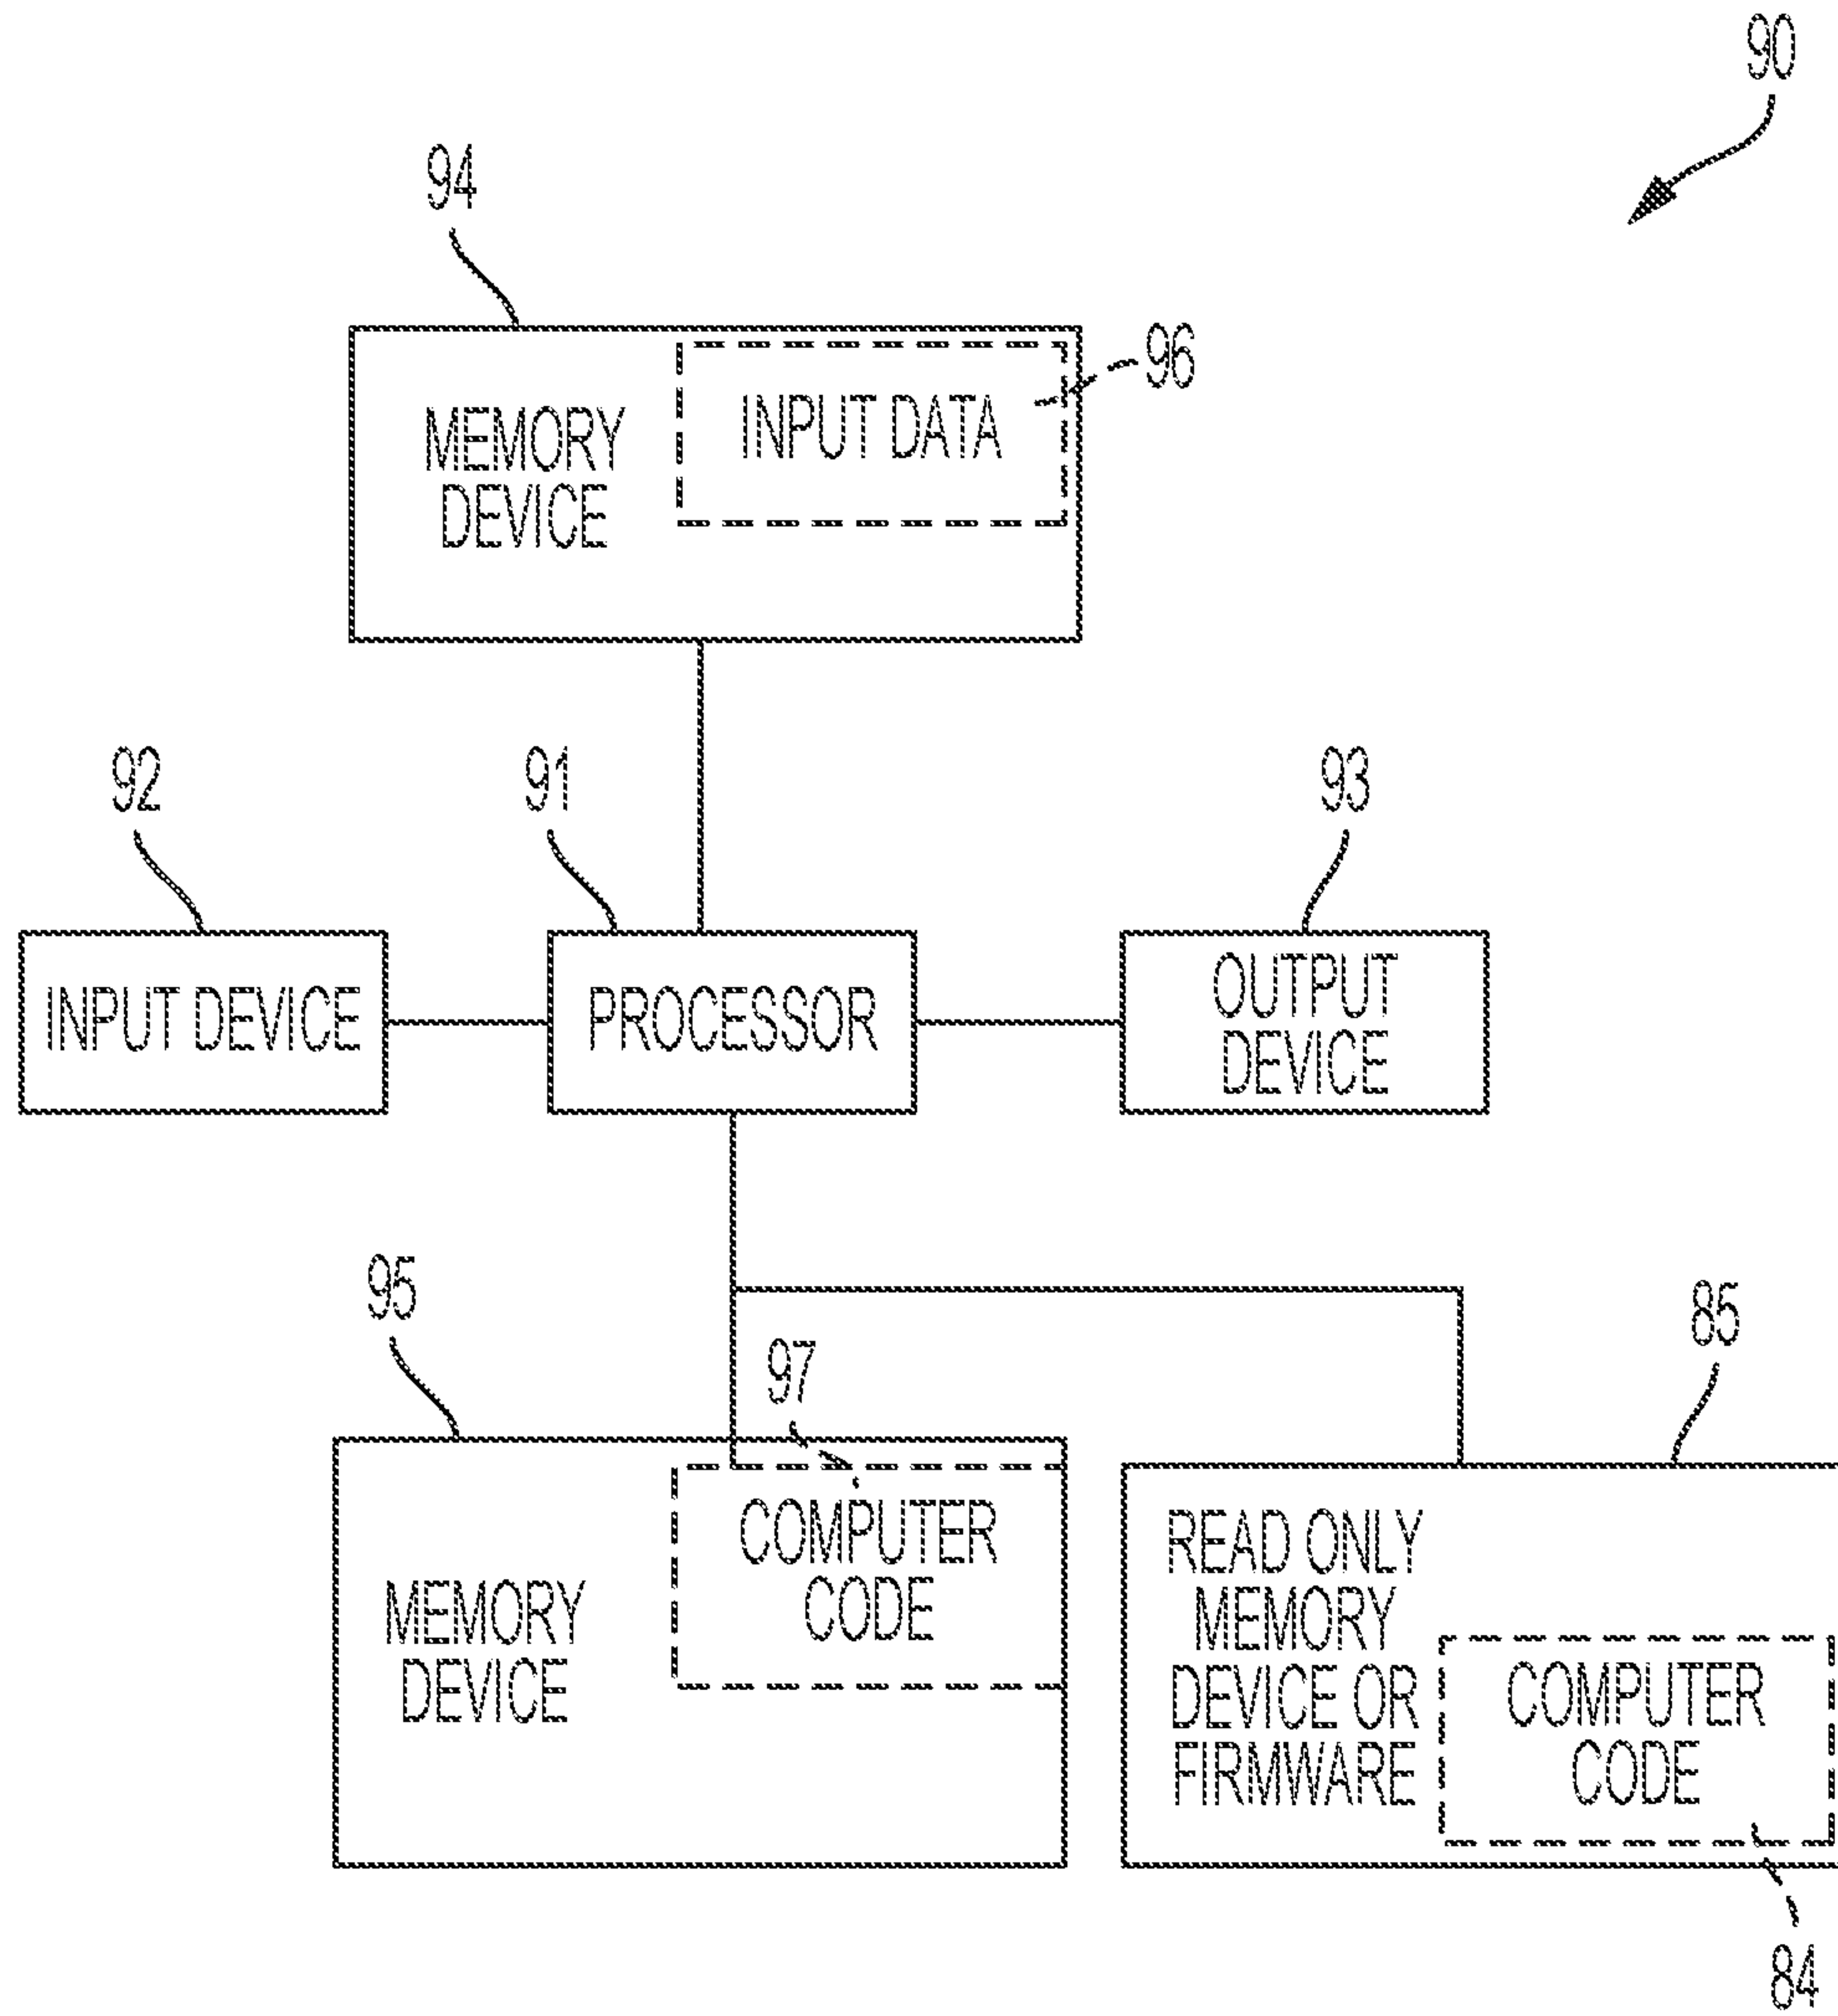 90
94
96
MEMORY
DEVICE
INPUT DATA
92
91
93
INPUT DEVICE
PROCESSOR
OUTPUT
DEVICE
95
97
85
MEMORY
DEVICE
COMPUTER
CODE
READ ONLY
MEMORY
DEVICE OR
FIRMWARE
COMPUTER
CODE
84